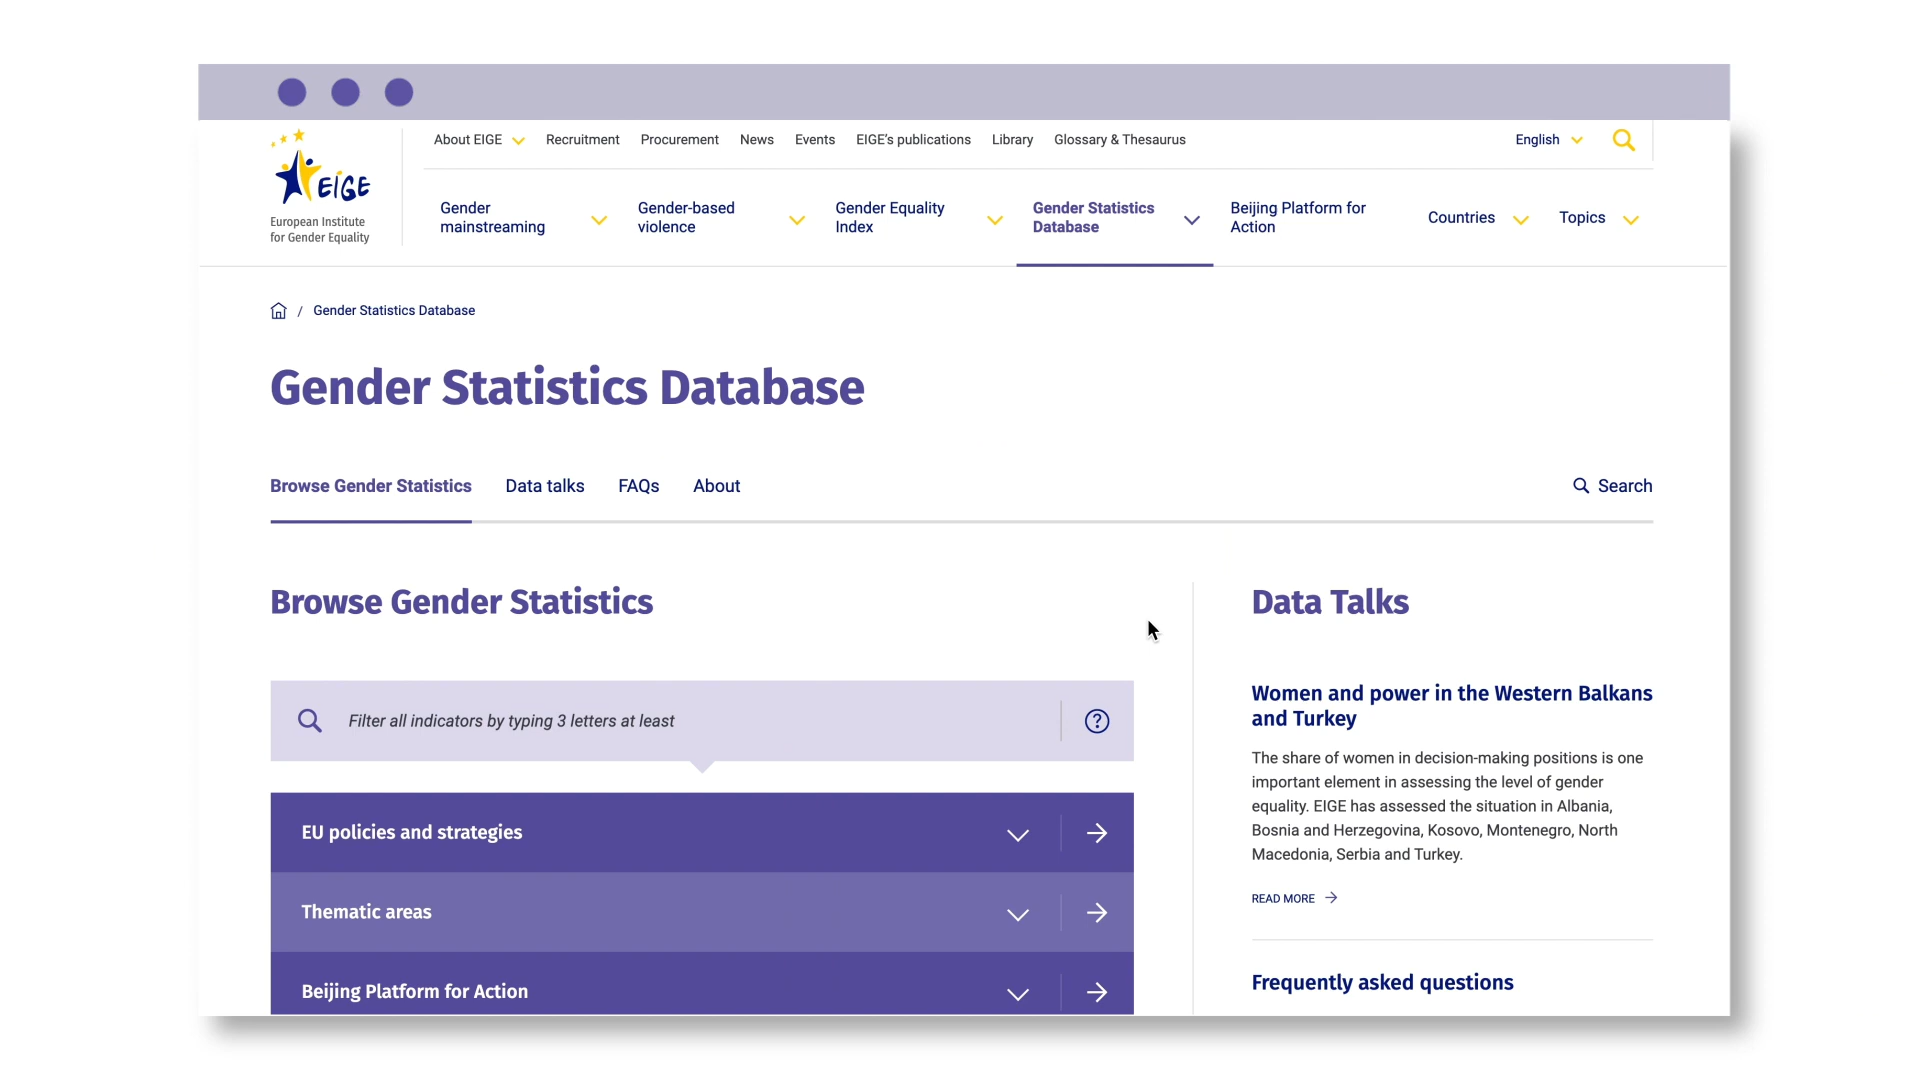 About EIGE
Recruitment
Procurement
News
Events
EIGE's publications
Library
Glossary & Thesaurus
English
EIGE
European Institute
for Gender Equality
Gender
mainstreaming
Gender-based
violence
Gender Equality
Index
Gender Statistics
Database
Beijing Platform for
Action
Countries
Topics
/ Gender Statistics Database
Gender Statistics Database
Browse Gender Statistics
Data talks
FAQs
About
Search
Browse Gender Statistics
Filter all indicators by typing 3 letters at least
?
EU policies and strategies
Thematic areas
Beijing Platform for Action
Data Talks
Women and power in the Western Balkans
and Turkey
The share of women in decision-making positions is one
important element in assessing the level of gender
equality. EIGE has assessed the situation in Albania,
Bosnia and Herzegovina, Kosovo, Montenegro, North
Macedonia, Serbia and Turkey.
READ MORE
Frequently asked questions